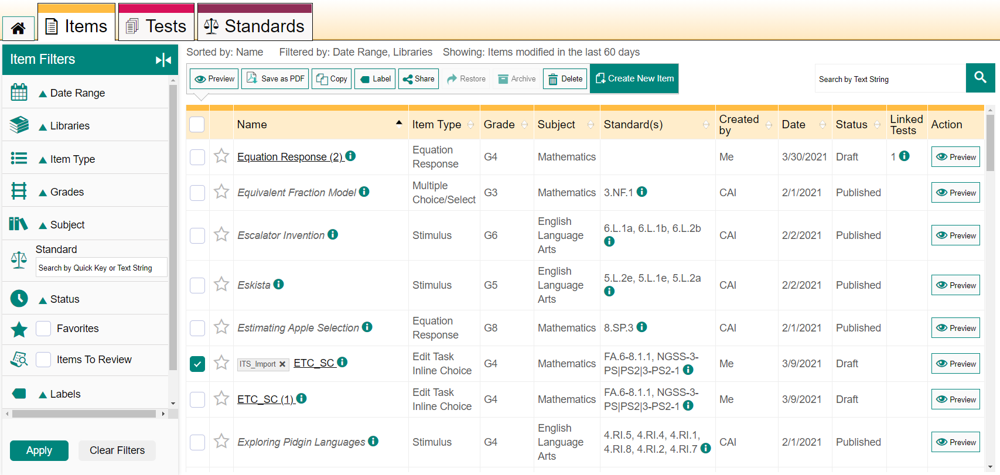 Items
Tests
Standards
Item Filters
Date Range
Libraries
Item Type
Grades
Subject
Standard
Search by Quick Key or Text String
Status
Favorites
Items To Review
Labels
Apply
Clear Filters
Sorted by: Name Filtered by: Date Range, Libraries Showing: Items modified in the last 60 days
Preview Save as PDF Copy Label Share Restore Archive Delete Create New Item
Search by Text String
Name Item Type Grade Subject Standard(s) Created by Date Status Linked Tests Action
Equation Response (2) Equation Response G4 Mathematics Me 3/30/2021 Draft 1 Preview
Equivalent Fraction Model Multiple Choice/Select G3 Mathematics 3.NF.1 CAI 2/1/2021 Published Preview
Escalator Invention Stimulus G6 English Language Arts 6.L.1a, 6.L.1b, 6.L.2b CAI 2/2/2021 Published Preview
Eskista Stimulus G5 English Language Arts 5.L.2e, 5.L.1e, 5.L.2a CAI 2/2/2021 Published Preview
Estimating Apple Selection Equation Response G8 Mathematics 8.SP.3 CAI 2/1/2021 Published Preview
ITS_Import ETC_SC Edit Task Inline Choice G4 Mathematics FA.6-8.1.1, NGSS-3-PS|PS2|3-PS2-1 Me 3/9/2021 Draft Preview
ETC_SC (1) Edit Task Inline Choice G4 Mathematics FA.6-8.1.1, NGSS-3-PS|PS2|3-PS2-1 Me 3/9/2021 Draft Preview
Exploring Pidgin Languages Stimulus G4 English Language Arts 4.RI.5, 4.RI.4, 4.RI.1, 4.RI.8, 4.RI.2, 4.RI.7 CAI 2/1/2021 Published Preview